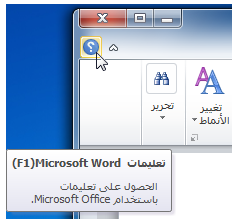 تغيير
الأنماط
تحرير
تعليمات Microsoft Word‏(F1)
الحصول على تعليمات
باستخدام Microsoft Office.